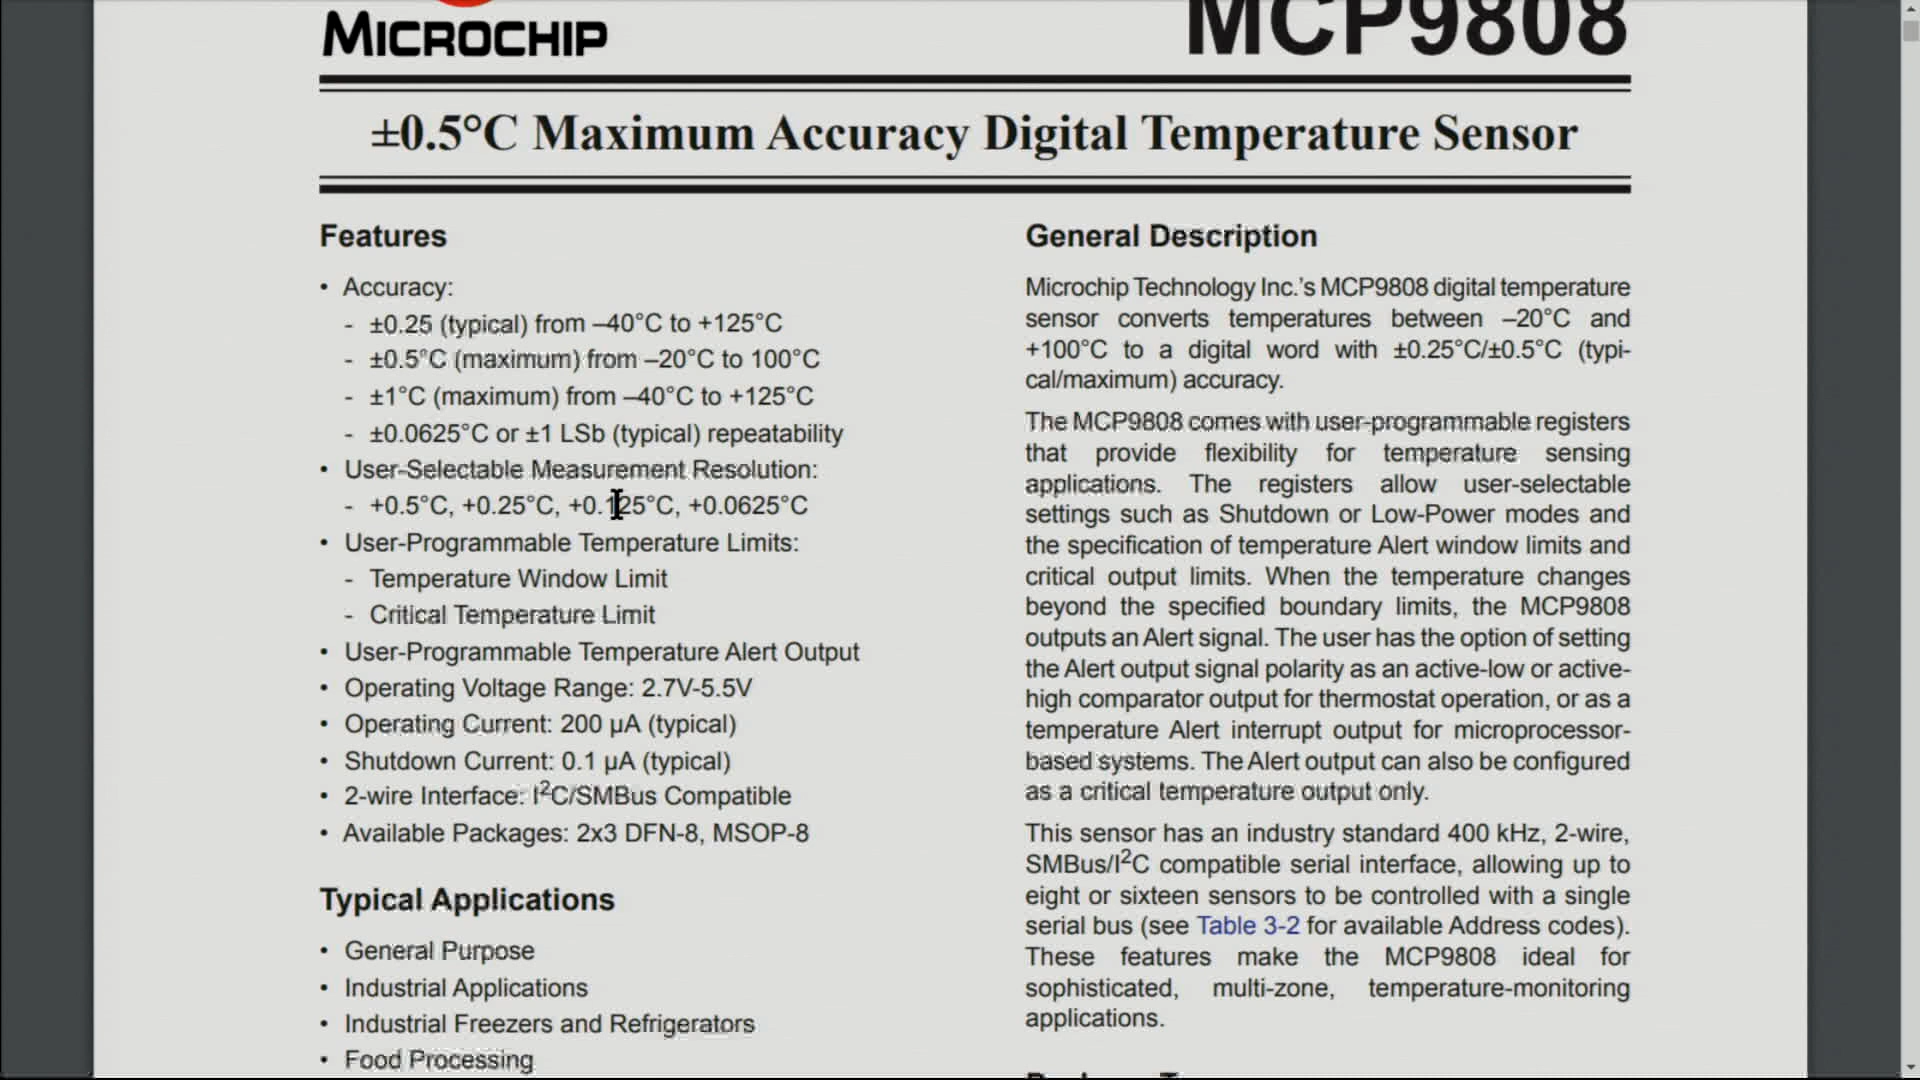 MICROCHIP
MCP9808
±0.5°C Maximum Accuracy Digital Temperature Sensor
Features
• Accuracy:
- ±0.25 (typical) from –40°C to +125°C
- ±0.5°C (maximum) from –20°C to 100°C
- ±1°C (maximum) from –40°C to +125°C
- ±0.0625°C or ±1 LSb (typical) repeatability
• User-Selectable Measurement Resolution:
- +0.5°C, +0.25°C, +0.125°C, +0.0625°C
• User-Programmable Temperature Limits:
- Temperature Window Limit
- Critical Temperature Limit
• User-Programmable Temperature Alert Output
• Operating Voltage Range: 2.7V-5.5V
• Operating Current: 200 µA (typical)
• Shutdown Current: 0.1 µA (typical)
• 2-wire Interface: I²C/SMBus Compatible
• Available Packages: 2x3 DFN-8, MSOP-8
Typical Applications
• General Purpose
• Industrial Applications
• Industrial Freezers and Refrigerators
• Food Processing
General Description
Microchip Technology Inc.'s MCP9808 digital temperature
sensor converts temperatures between –20°C and
+100°C to a digital word with ±0.25°C/±0.5°C (typi-
cal/maximum) accuracy.
The MCP9808 comes with user-programmable registers
that provide flexibility for temperature sensing
applications. The registers allow user-selectable
settings such as Shutdown or Low-Power modes and
the specification of temperature Alert window limits and
critical output limits. When the temperature changes
beyond the specified boundary limits, the MCP9808
outputs an Alert signal. The user has the option of setting
the Alert output signal polarity as an active-low or active-
high comparator output for thermostat operation, or as a
temperature Alert interrupt output for microprocessor-
based systems. The Alert output can also be configured
as a critical temperature output only.
This sensor has an industry standard 400 kHz, 2-wire,
SMBus/I²C compatible serial interface, allowing up to
eight or sixteen sensors to be controlled with a single
serial bus (see Table 3-2 for available Address codes).
These features make the MCP9808 ideal for
sophisticated, multi-zone, temperature-monitoring
applications.